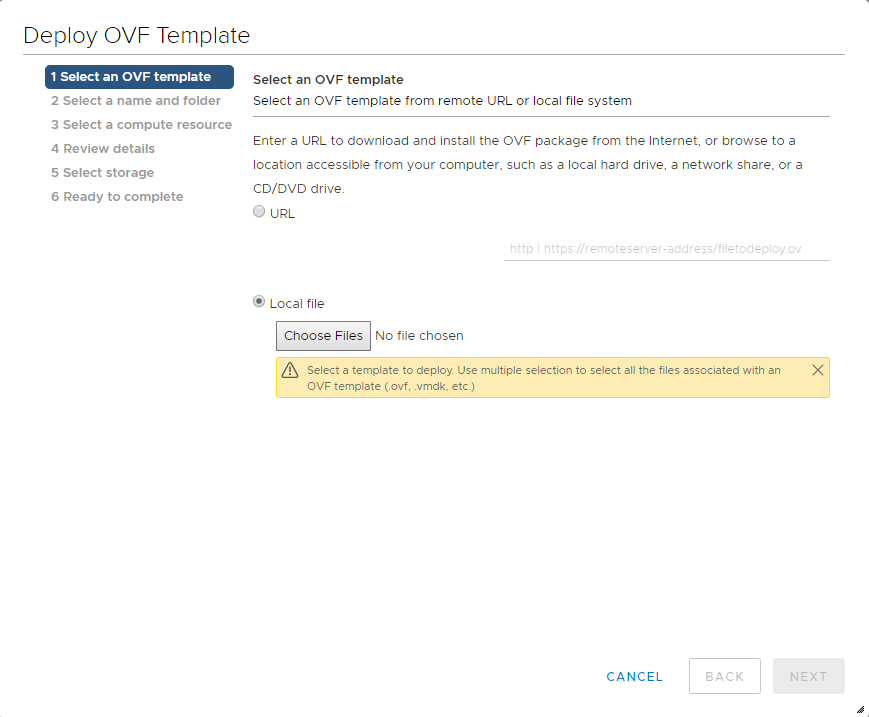 Deploy OVF Template
1 Select an OVF template
2 Select a name and folder
3 Select a compute resource
4 Review details
5 Select storage
6 Ready to complete
Select an OVF template
Select an OVF template from remote URL or local file system
Enter a URL to download and install the OVF package from the Internet, or browse to a
location accessible from your computer, such as a local hard drive, a network share, or a
CD/DVD drive.
URL
http | https://remoteserver-address/filetodeploy.ov
Local file
Choose Files No file chosen
Select a template to deploy. Use multiple selection to select all the files associated with an
OVF template (.ovf, .vmdk, etc.)
CANCEL
BACK
NEXT